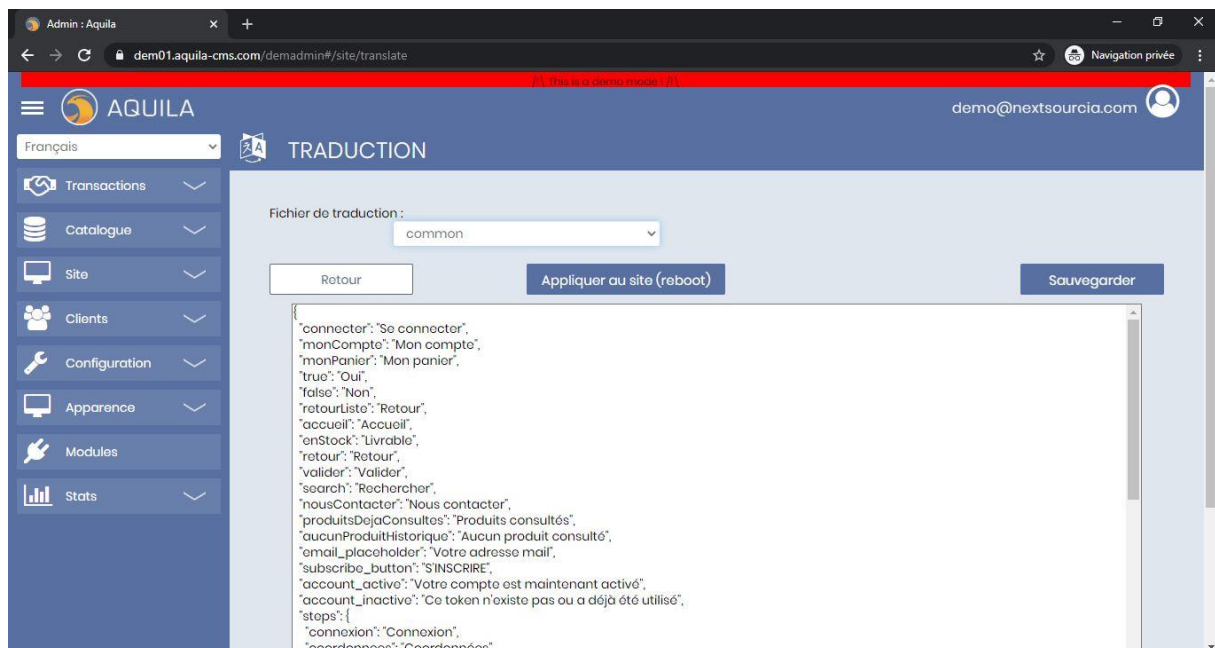 Admin : Aquila
dem01.aquila-cms.com/demadmin#/site/translate
Navigation privée
/!\ This is a demo mode ! /!\
AQUILA
demo@nextsourcia.com
Français
TRADUCTION
Transactions
Catalogue
Site
Clients
Configuration
Apparence
Modules
Stats
Fichier de traduction :
common
Retour
Appliquer au site (reboot)
Sauvegarder
{
"connecter": "Se connecter",
"monCompte": "Mon compte",
"monPanier": "Mon panier",
"true": "Oui",
"false": "Non",
"retourListe": "Retour",
"accueil": "Accueil",
"enStock": "Livrable",
"retour": "Retour",
"valider": "Valider",
"search": "Rechercher",
"nousContacter": "Nous contacter",
"produitsDejaConsultes": "Produits consultés",
"aucunProduitHistorique": "Aucun produit consulté",
"email_placeholder": "Votre adresse mail",
"subscribe_button": "S'INSCRIRE",
"account_active": "Votre compte est maintenant activé",
"account_inactive": "Ce token n'existe pas ou a déjà été utilisé",
"steps": {
"connexion": "Connexion",
"coordonnees": "Coordonnées"